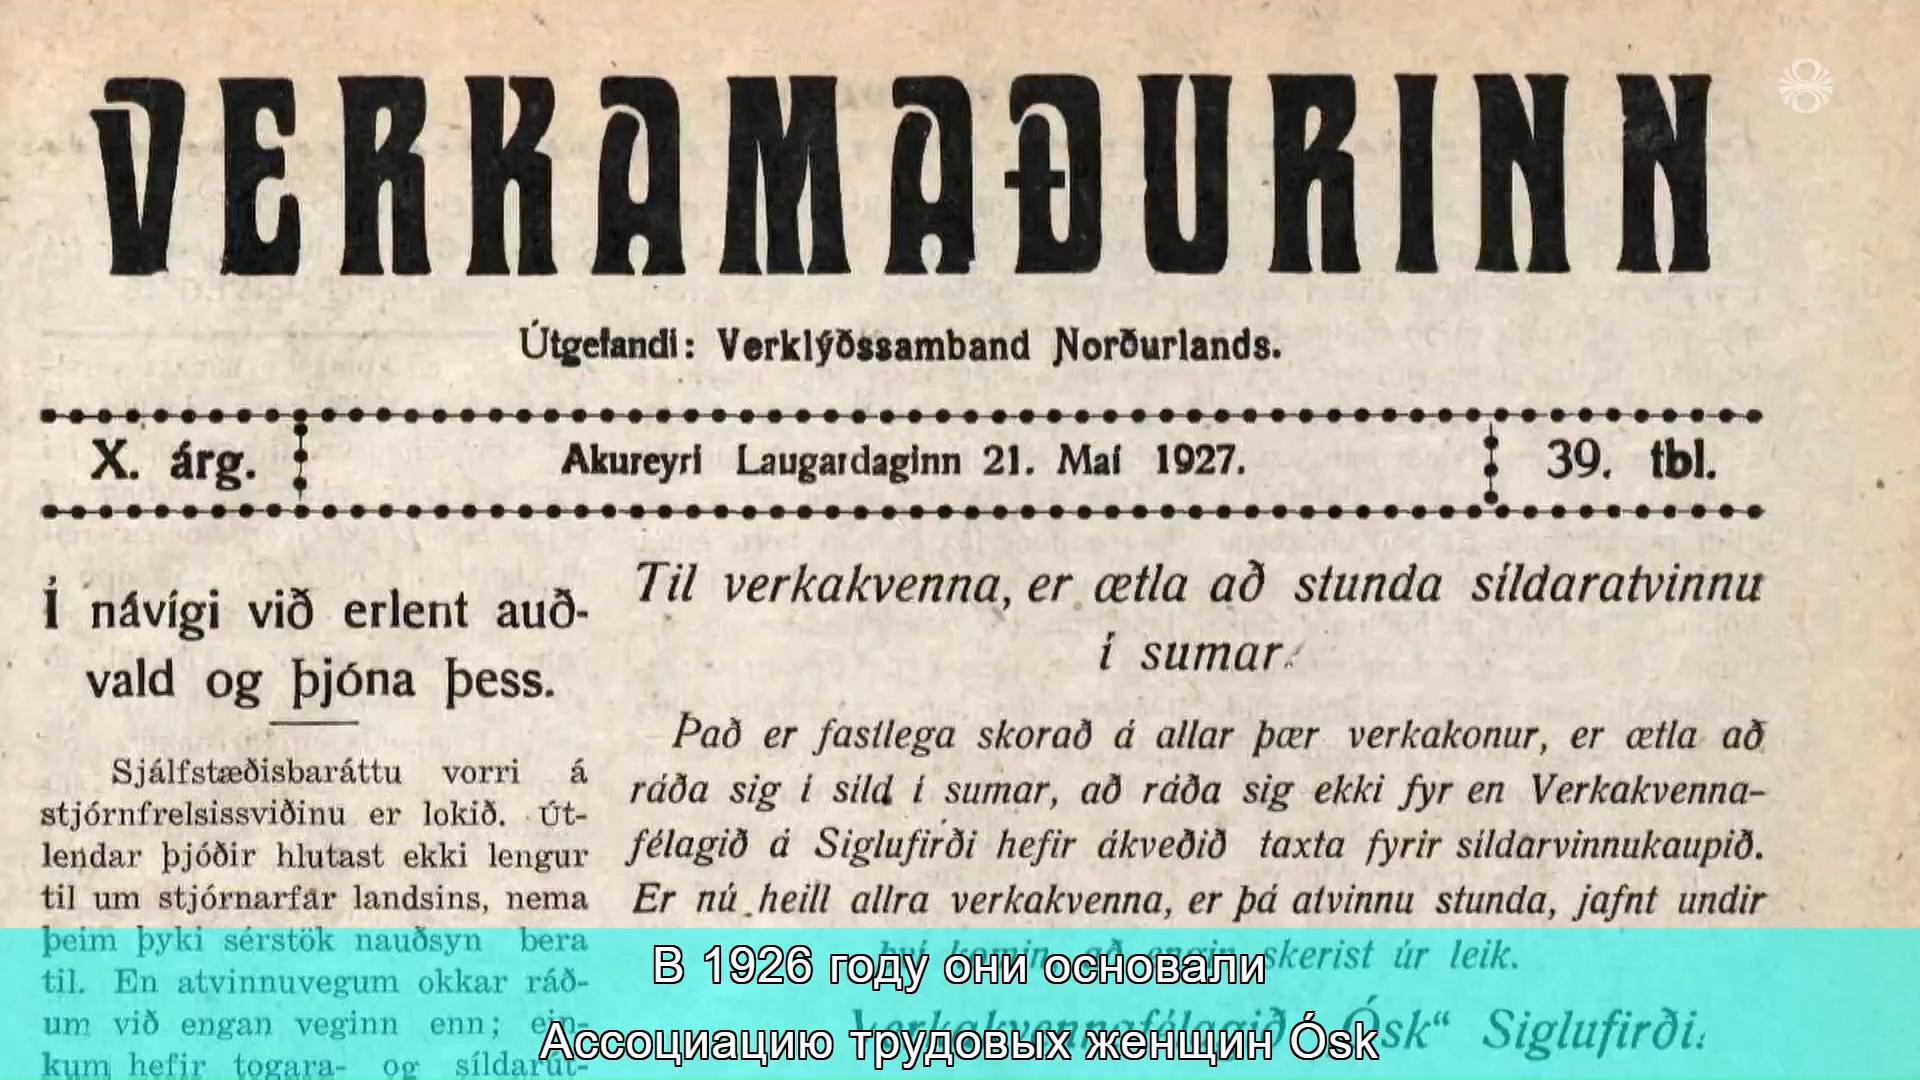 VERKAMAÐURINN
Útgefandi: Verklýðssamband Norðurlands.
X. árg.
Akureyri Laugardaginn 21. Maí 1927.
39. tbl.
Í návígi við erlent auð-
vald og þjóna þess.
Sjálfstæðisbaráttu vorri á
stjórnfrelsissviðinu er lokið. Út-
lendar þjóðir hlutast ekki lengur
til um stjórnarfar landsins, nema
þeim þyki sérstök nauðsyn bera
til. En atvinnuvegum okkar ráð-
um við engan veginn enn; ein-
kum hefir togara- og síldarút-
Til verkakvenna, er ætla að stunda síldaratvinnu
í sumar.
Það er fastlega skorað á allar þær verkakonur, er ætla að
ráða sig í síld í sumar, að ráða sig ekki fyr en Verkakvenna-
félagið á Siglufirði hefir ákveðið taxta fyrir síldarvinnukaupið.
Er nú heill allra verkakvenna, er þá atvinnu stunda, jafnt undir
því komin, að engin skerist úr leik.
Verkakvennafélagið „Ósk“ Siglufirði.
В 1926 году они основали
Ассоциацию трудовых женщин Ósk